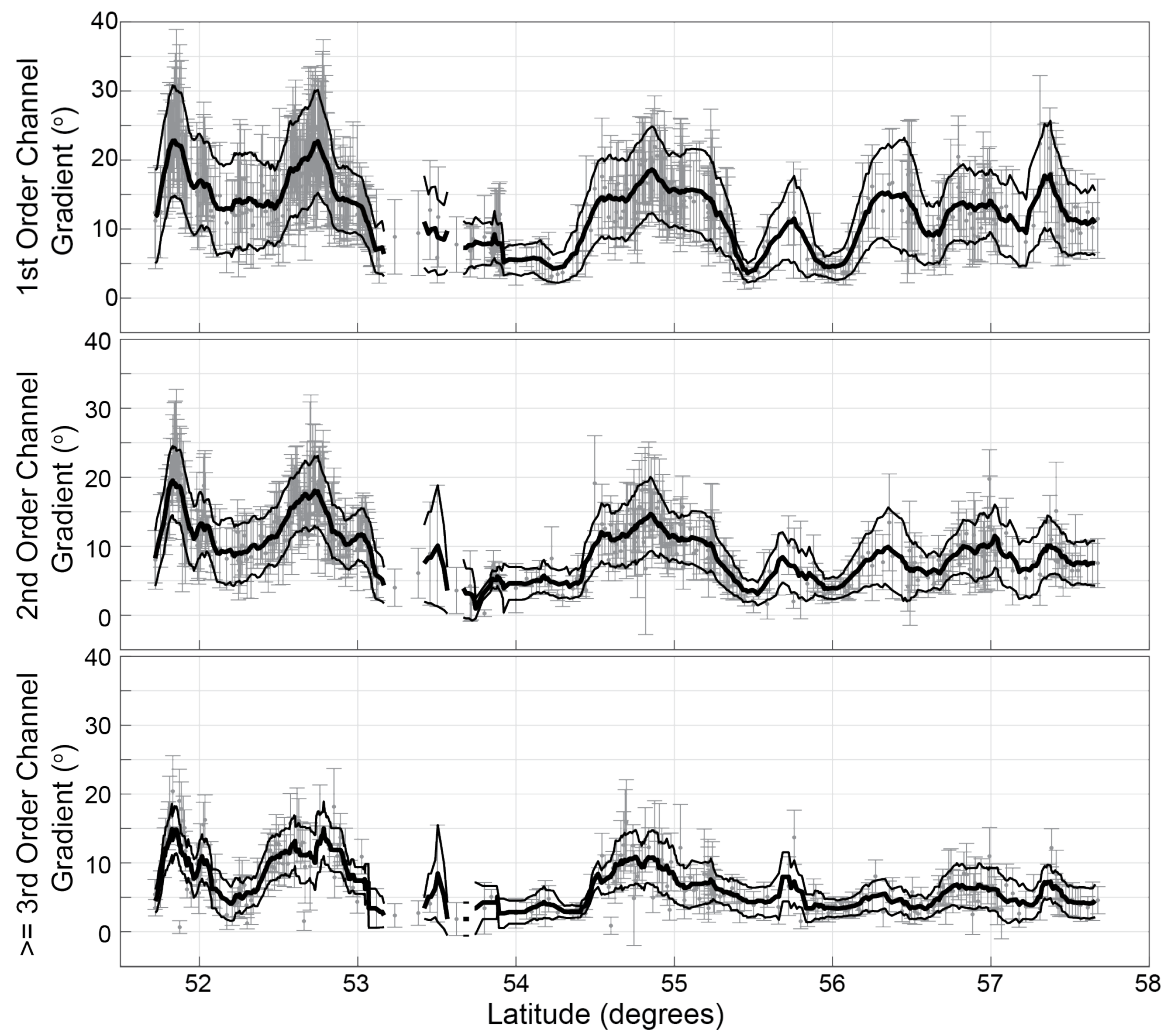 1st Order Channel
Gradient (°)
40
30
20
10
0
2nd Order Channel
Gradient (°)
40
30
20
10
0
>= 3rd Order Channel
Gradient (°)
40
30
20
10
0
52 53 54 55 56 57 58
Latitude (degrees)